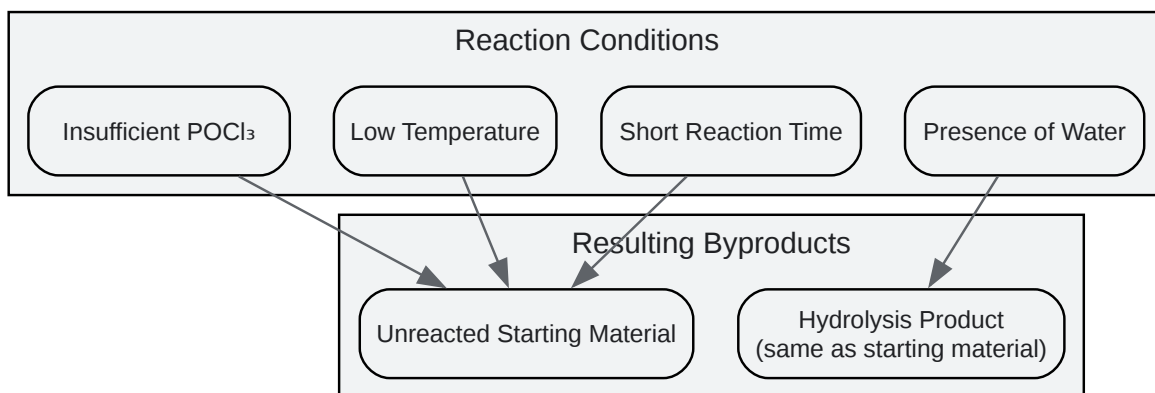 Reaction Conditions
Insufficient POCl₃
Low Temperature
Short Reaction Time
Presence of Water
Resulting Byproducts
Unreacted Starting Material
Hydrolysis Product
(same as starting material)